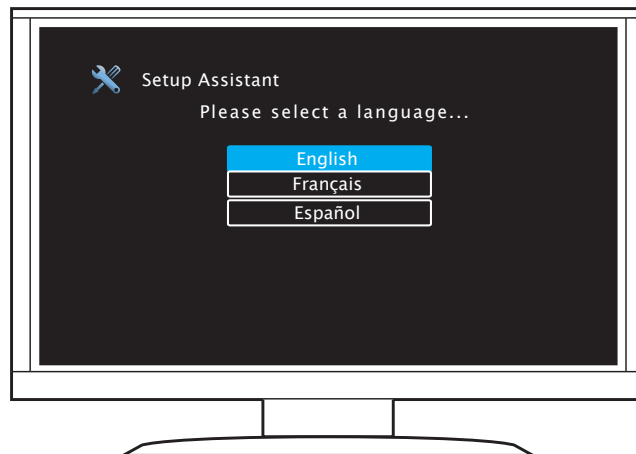 Setup Assistant
Please select a language...
English
Français
Español